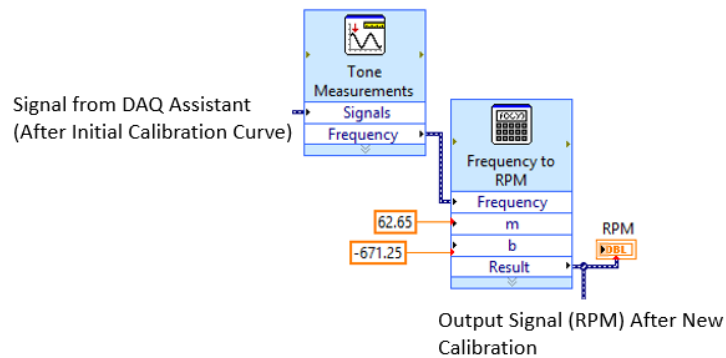 Tone
Measurements
Signal from DAQ Assistant
(After Initial Calibration Curve)
Signals
Frequency
f(x,y)
Frequency to
RPM
Frequency
62.65
m
-671.25
b
RPM
DBL
Result
Output Signal (RPM) After New
Calibration